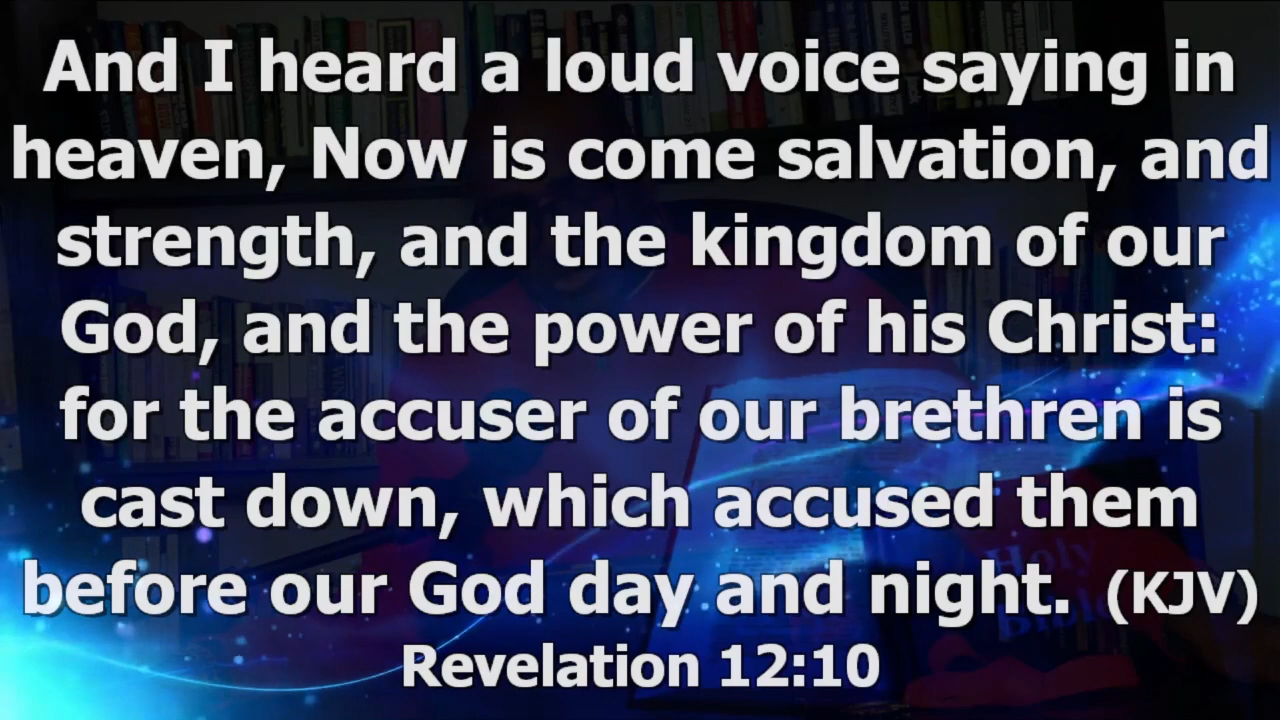 And I heard a loud voice saying in
heaven, Now is come salvation, and
strength, and the kingdom of our
God, and the power of his Christ:
for the accuser of our brethren is
cast down, which accused them
before our God day and night. (KJV)
Revelation 12:10
Holy
Bible